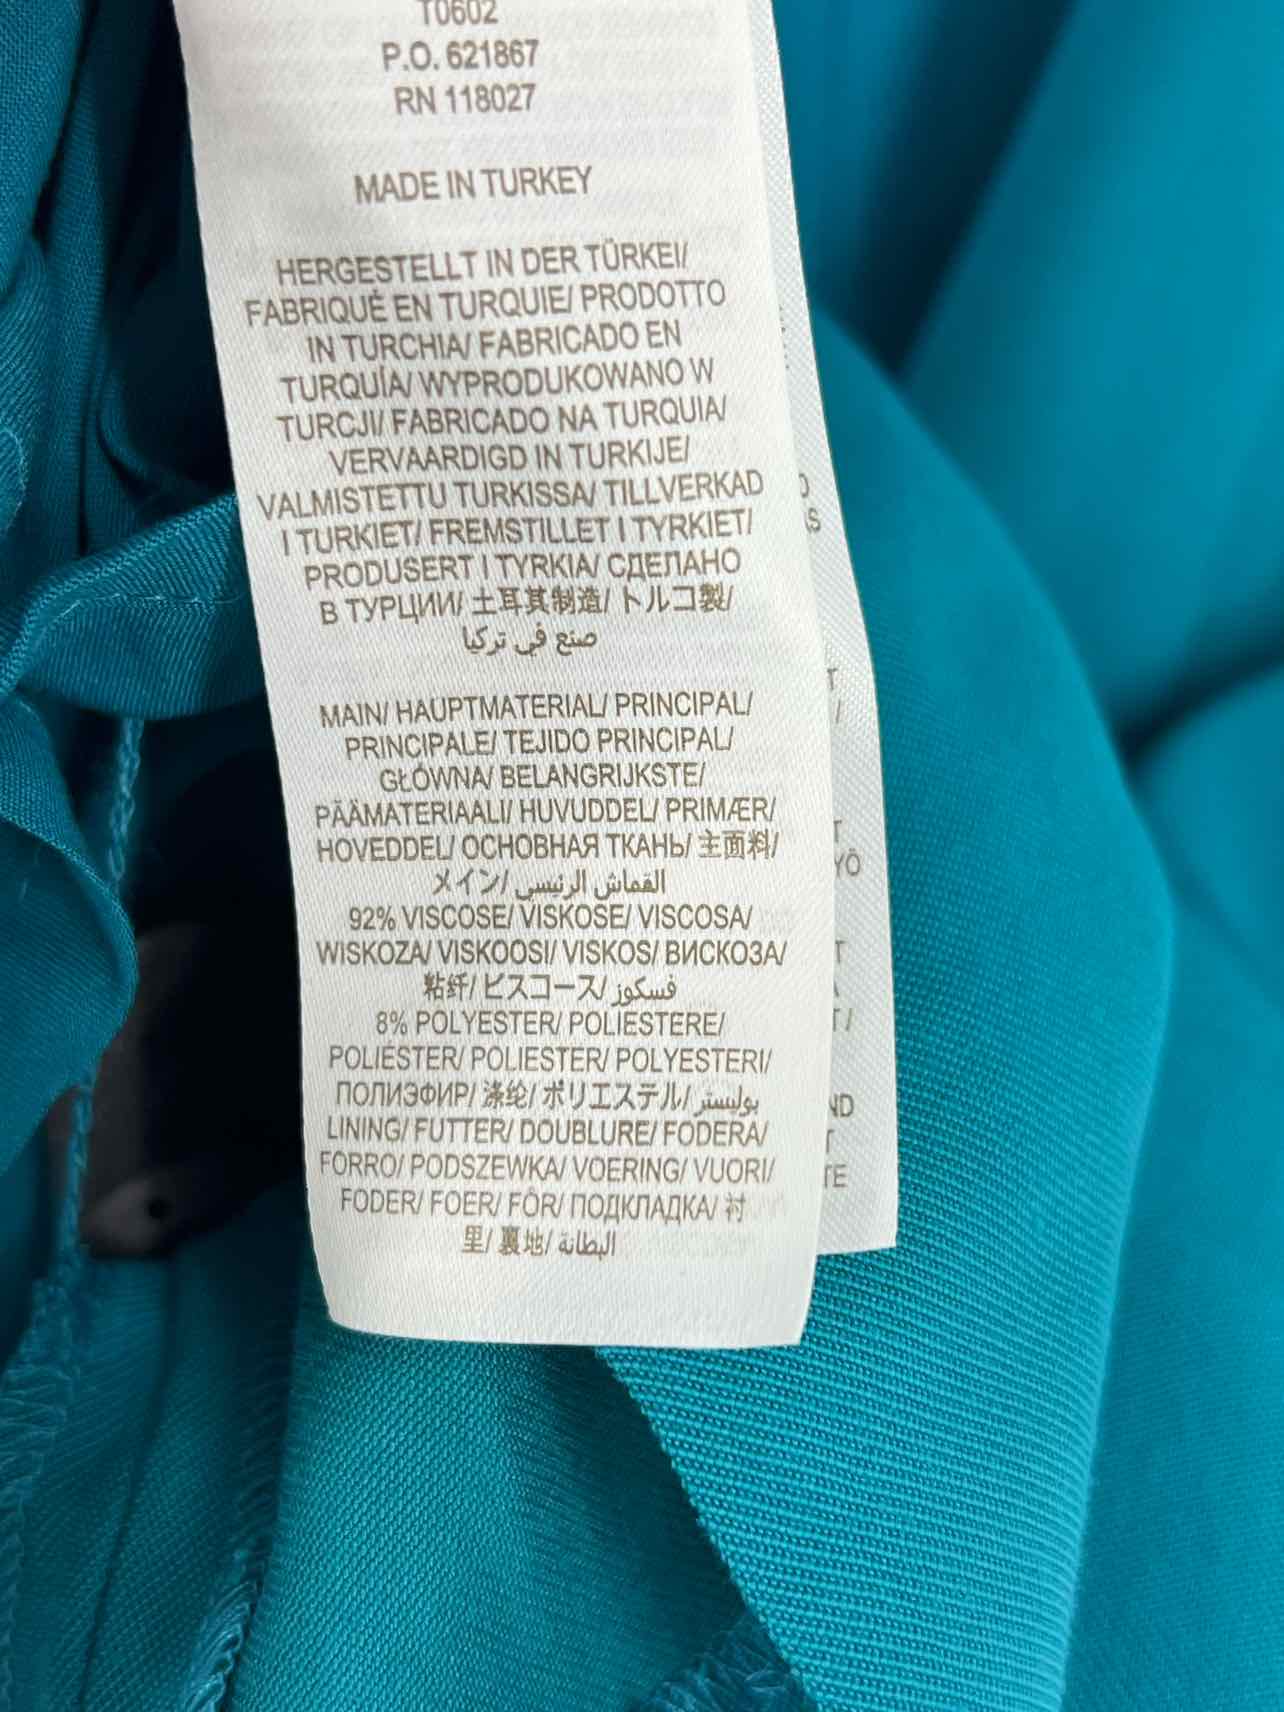 T0602
P.O. 621867
RN 118027
MADE IN TURKEY
HERGESTELLT IN DER TÜRKEI/
FABRIQUÉ EN TURQUIE/ PRODOTTO
IN TURCHIA/ FABRICADO EN
TURQUÍA/ WYPRODUKOWANO W
TURCJI/ FABRICADO NA TURQUIA/
VERVAARDIGD IN TURKIJE/
VALMISTETTU TURKISSA/ TILLVERKAD
I TURKIET/ FREMSTILLET I TYRKIET/
PRODUSERT I TYRKIA/ СДЕЛАНО
В ТУРЦИИ/ 土耳其制造/ トルコ製/
صنع في تركيا
MAIN/ HAUPTMATERIAL/ PRINCIPAL/
PRINCIPALE/ TEJIDO PRINCIPAL/
GŁÓWNA/ BELANGRIJKSTE/
PÄÄMATERIAALI/ HUVUDDEL/ PRIMÆR/
HOVEDDEL/ ОСНОВНАЯ ТКАНЬ/ 主面料/
メイン/ القماش الرئيسي
92% VISCOSE/ VISKOSE/ VISCOSA/
WISKOZA/ VISKOOSI/ VISKOS/ ВИСКОЗА/
粘纤/ ビスコース/ فسكوز
8% POLYESTER/ POLIESTERE/
POLIÉSTER/ POLIESTER/ POLYESTERI/
ПОЛИЭФИР/ 涤纶/ ポリエステル/ بوليستر
LINING/ FUTTER/ DOUBLURE/ FODERA/
FORRO/ PODSZEWKA/ VOERING/ VUORI/
FODER/ FOER/ FÔR/ ПОДКЛАДКА/ 衬
里/ 裏地/ البطانة